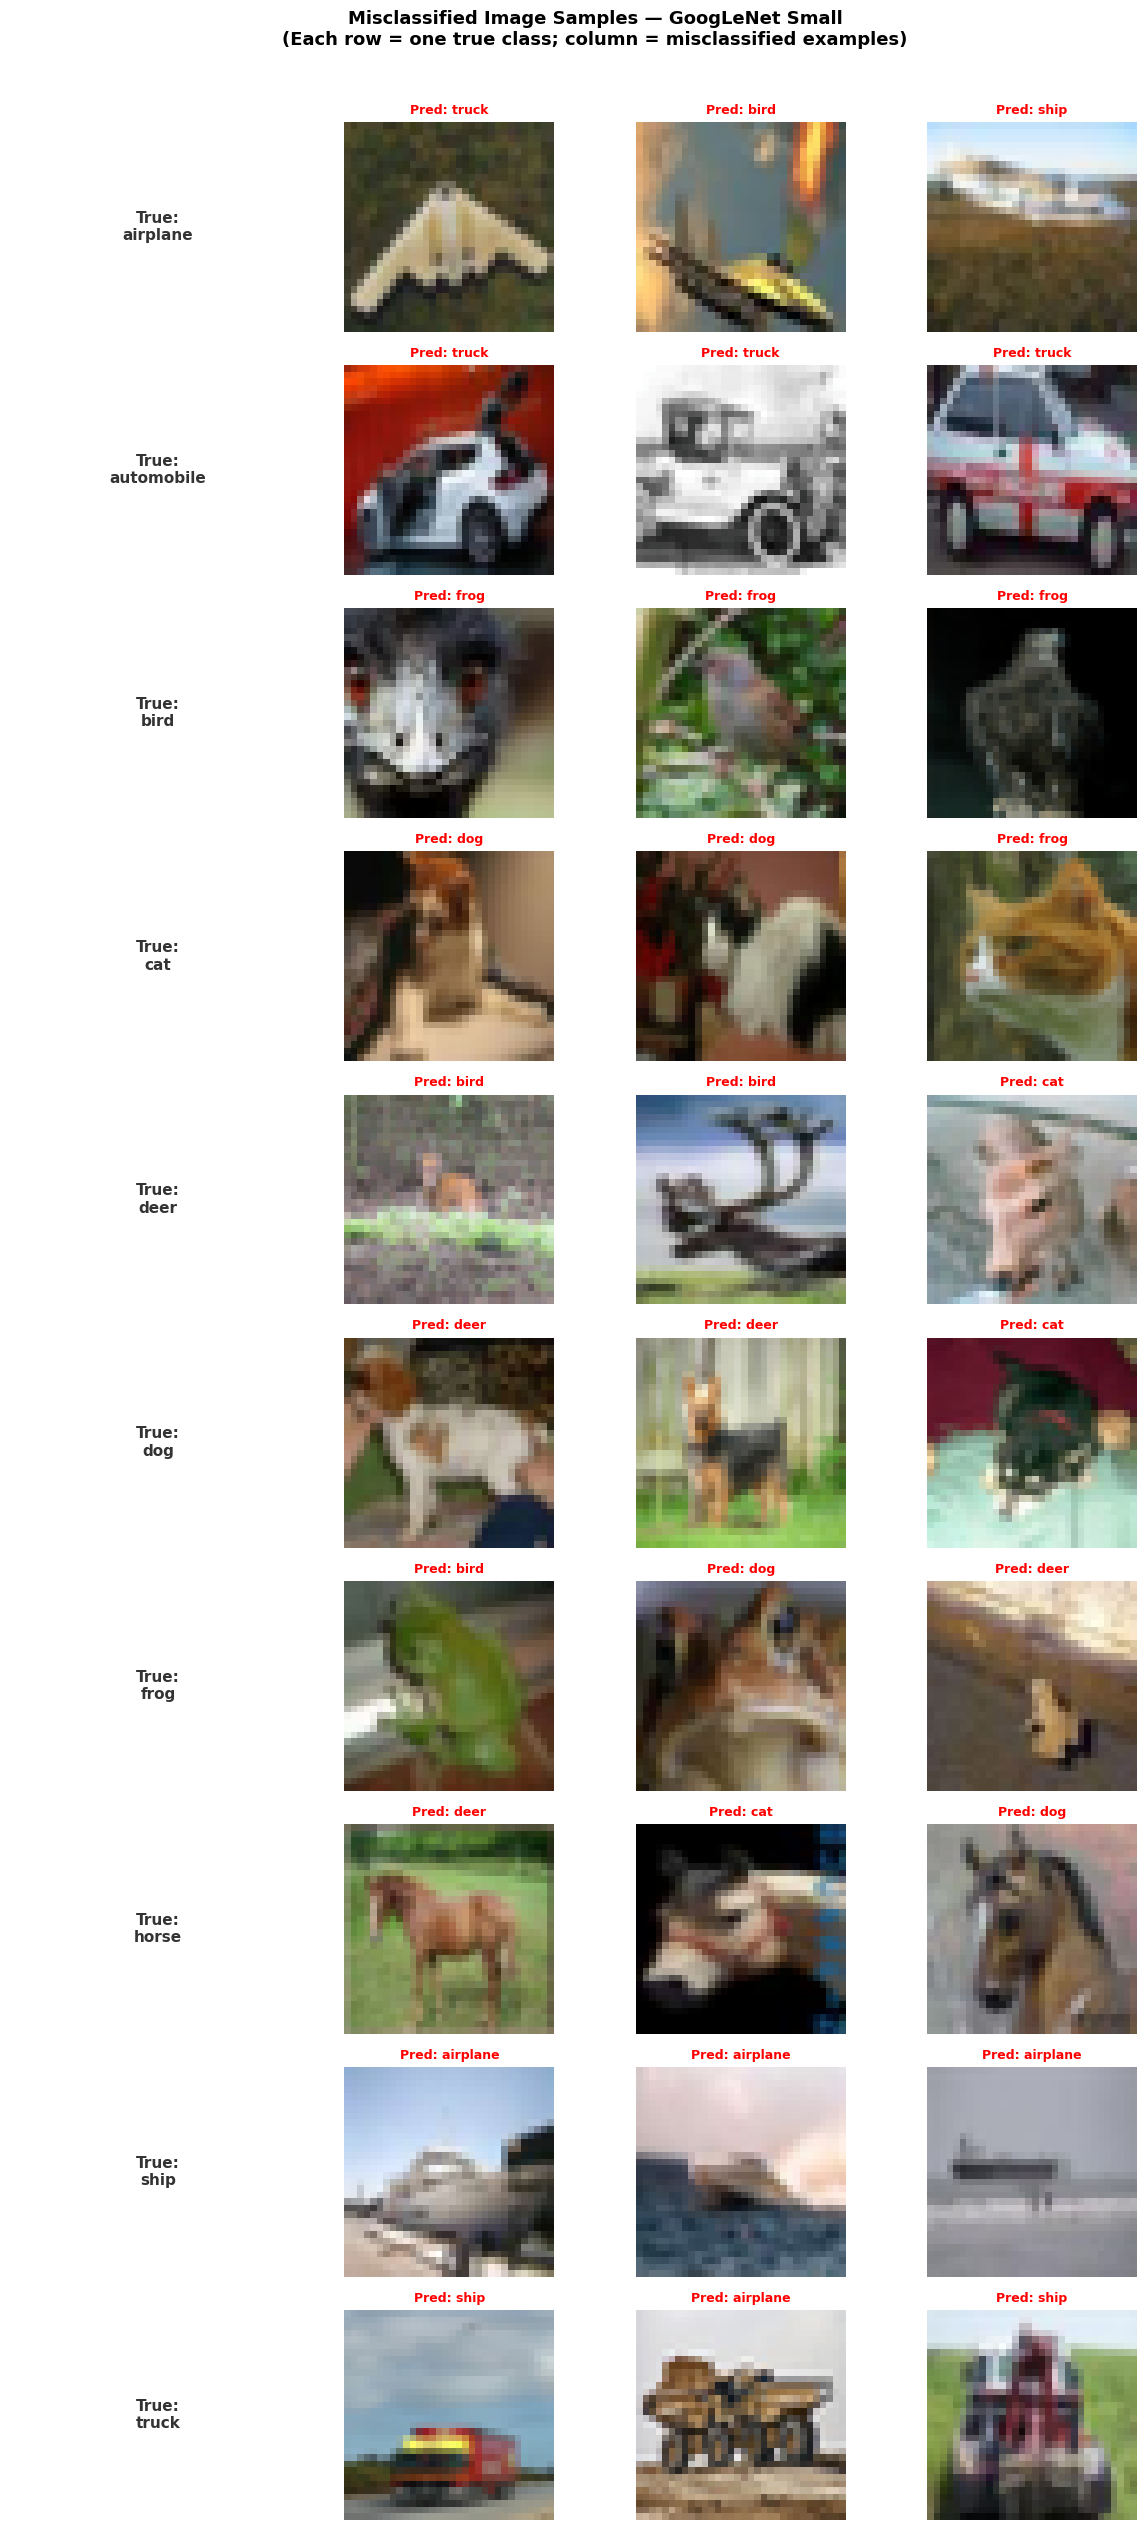 Misclassified Image Samples — GoogLeNet Small
(Each row = one true class; column = misclassified examples)
Pred: truck
Pred: bird
Pred: ship
True:
airplane
Pred: truck
Pred: truck
Pred: truck
True:
automobile
Pred: frog
Pred: frog
Pred: frog
True:
bird
Pred: dog
Pred: dog
Pred: frog
True:
cat
Pred: bird
Pred: bird
Pred: cat
True:
deer
Pred: deer
Pred: deer
Pred: cat
True:
dog
Pred: bird
Pred: dog
Pred: deer
True:
frog
Pred: deer
Pred: cat
Pred: dog
True:
horse
Pred: airplane
Pred: airplane
Pred: airplane
True:
ship
Pred: ship
Pred: airplane
Pred: ship
True:
truck